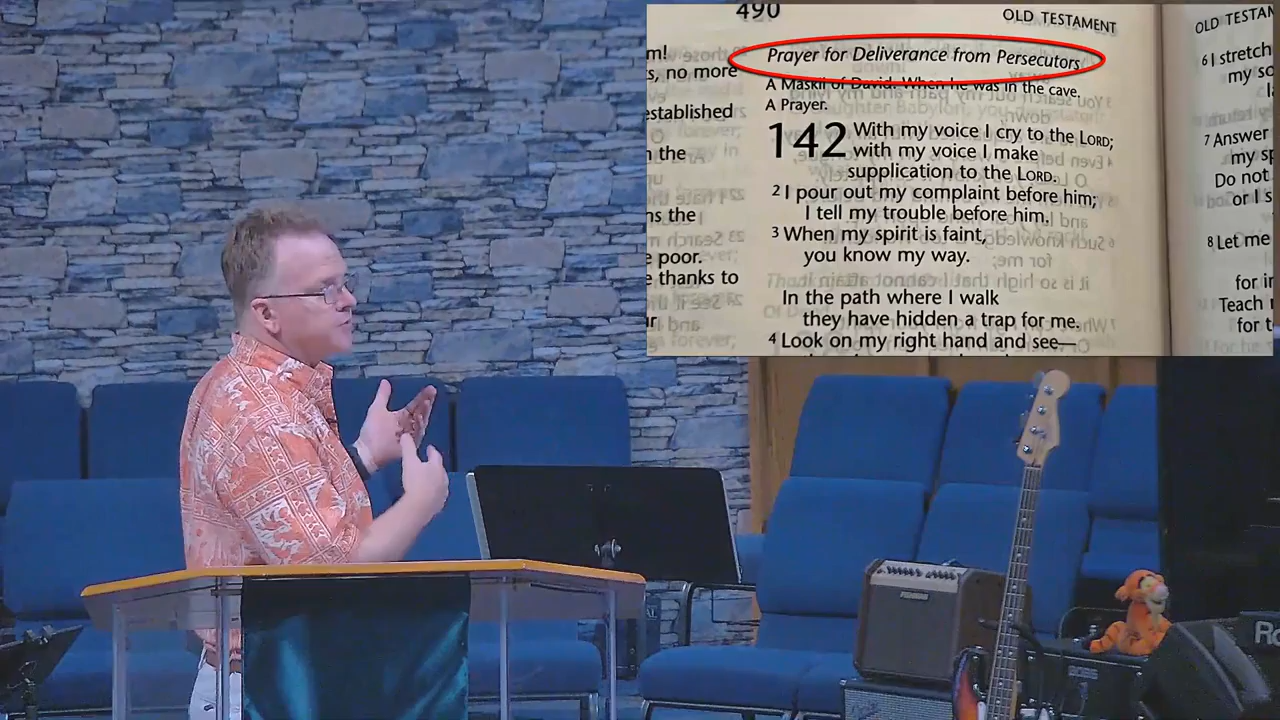 490
OLD TESTAMENT
Prayer for Deliverance from Persecutors
A Maskil of David. When he was in the cave.
A Prayer.
142 With my voice I cry to the LORD;
with my voice I make
supplication to the LORD.
2 I pour out my complaint before him;
I tell my trouble before him.
3 When my spirit is faint,
you know my way.
In the path where I walk
they have hidden a trap for me.
4 Look on my right hand and see—
m!
s, no more
established
n the
ns the
e poor.
e thanks to
ur
OLD TESTAN
6 I stretch
my so
7 Answer
my sp
Do not
or I s
8 Let me
for in
Teach
for t